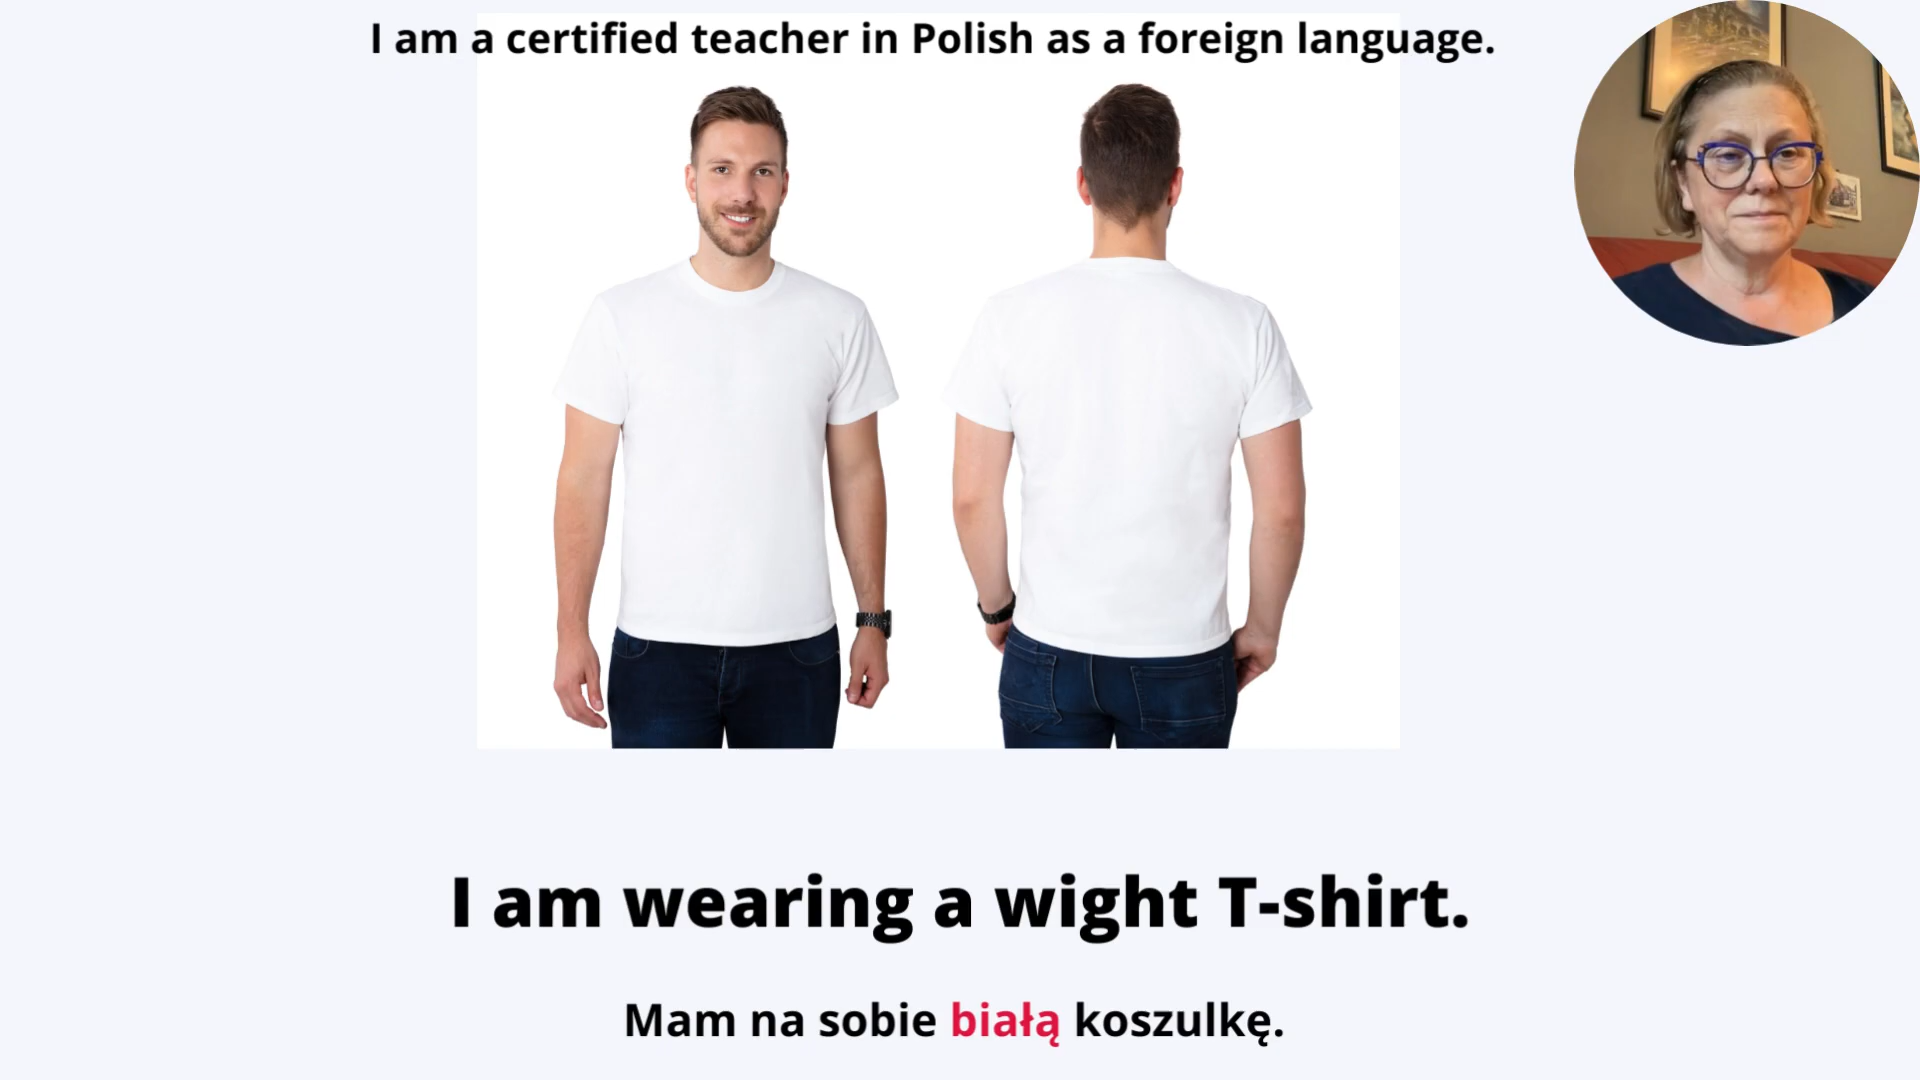 I am a certified teacher in Polish as a foreign language.
I am wearing a wight T-shirt.
Mam na sobie białą koszulkę.